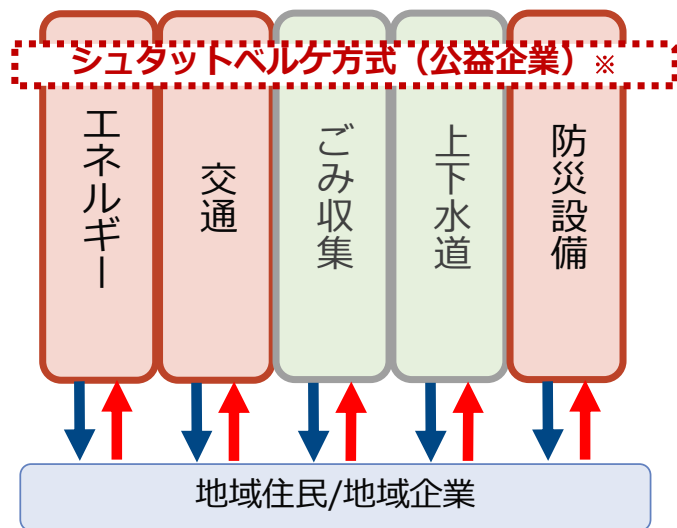 シュタットベルケ方式（公益企業）※
エネルギー
交通
ごみ収集
上下水道
防災設備
地域住民/地域企業